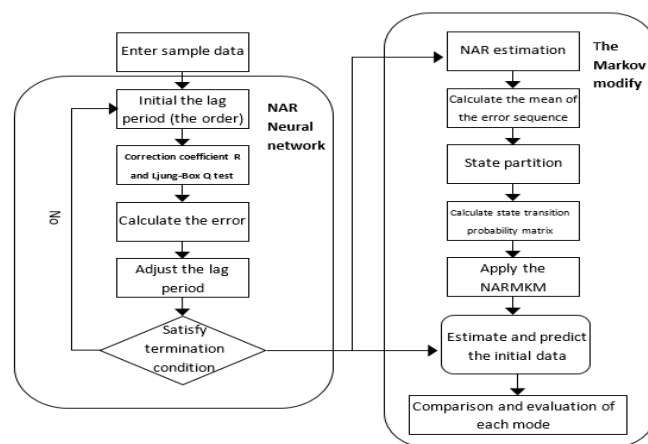 Enter sample data
NAR
Neural
network
Initial the lag
period (the order)
Correction coefficient R
and Ljung-Box Q test
Calculate the error
Adjust the lag
period
Satisfy
termination
condition
No
The
Markov
modify
NAR estimation
Calculate the mean of
the error sequence
State partition
Calculate state transition
probability matrix
Apply the
NARMKM
Estimate and predict
the initial data
Comparison and evaluation of
each mode